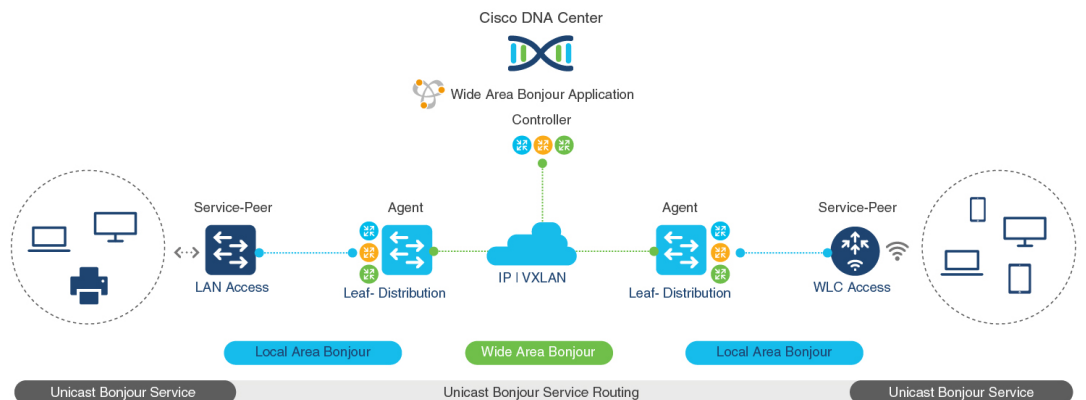 Cisco DNA Center
Wide Area Bonjour Application
Controller
Service-Peer
Agent
Agent
Service-Peer
LAN Access
Leaf- Distribution
IP | VXLAN
Leaf- Distribution
WLC Access
Local Area Bonjour
Wide Area Bonjour
Local Area Bonjour
Unicast Bonjour Service
Unicast Bonjour Service Routing
Unicast Bonjour Service